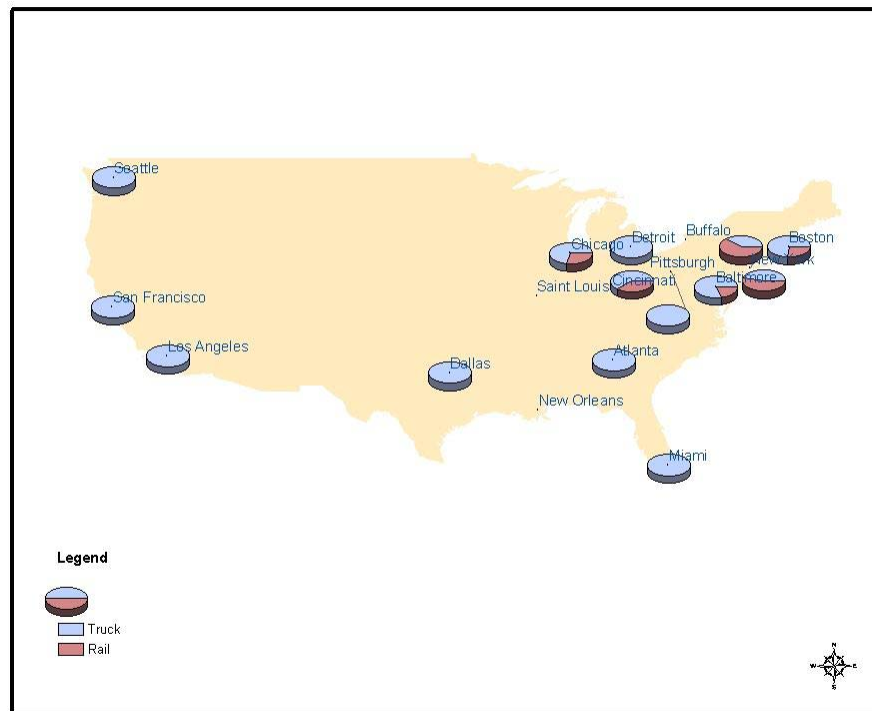 Seattle
Buffalo
Detroit
Boston
Chicago
New York
Pittsburgh
Baltimore
Cincinnati
Saint Louis
San Francisco
Los Angeles
Atlanta
Dallas
New Orleans
Miami
Legend
Truck
Rail
N
W
E
S